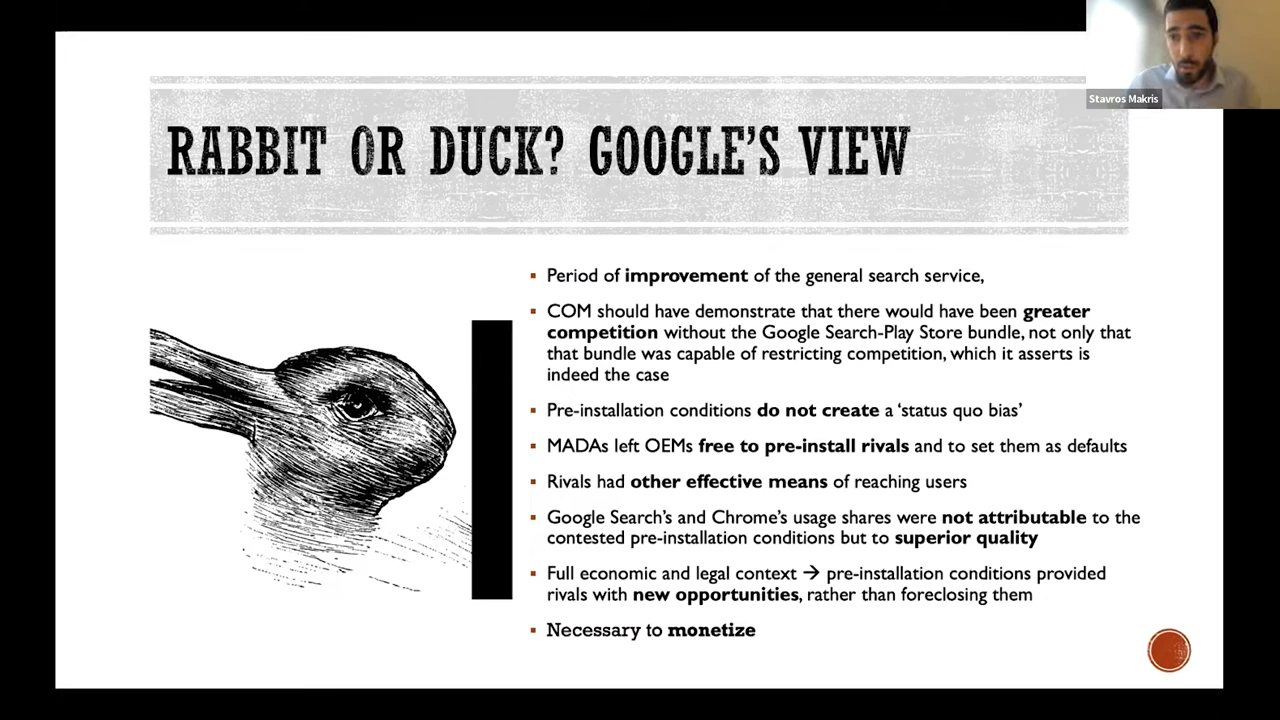 Stavros Makris
RABBIT OR DUCK? GOOGLE'S VIEW
Period of improvement of the general search service,
COM should have demonstrate that there would have been greater
competition without the Google Search-Play Store bundle, not only that
that bundle was capable of restricting competition, which it asserts is
indeed the case
Pre-installation conditions do not create a 'status quo bias'
MADAs left OEMs free to pre-install rivals and to set them as defaults
Rivals had other effective means of reaching users
Google Search's and Chrome's usage shares were not attributable to the
contested pre-installation conditions but to superior quality
Full economic and legal context → pre-installation conditions provided
rivals with new opportunities, rather than foreclosing them
Necessary to monetize